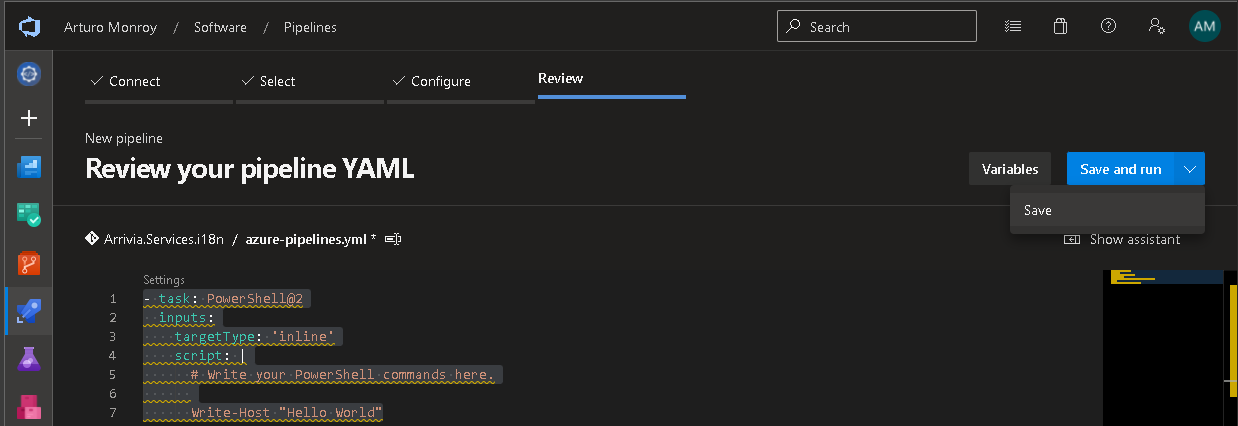 Arturo Monroy / Software / Pipelines
Search
AM
Connect
Select
Configure
Review
New pipeline
Review your pipeline YAML
Variables
Save and run
Save
Arrivia.Services.i18n / azure-pipelines.yml *
Show assistant
Settings
1 - task: PowerShell@2
2 inputs:
3 targetType: 'inline'
4 script: |
5 # Write your PowerShell commands here.
6
7 Write-Host "Hello World"